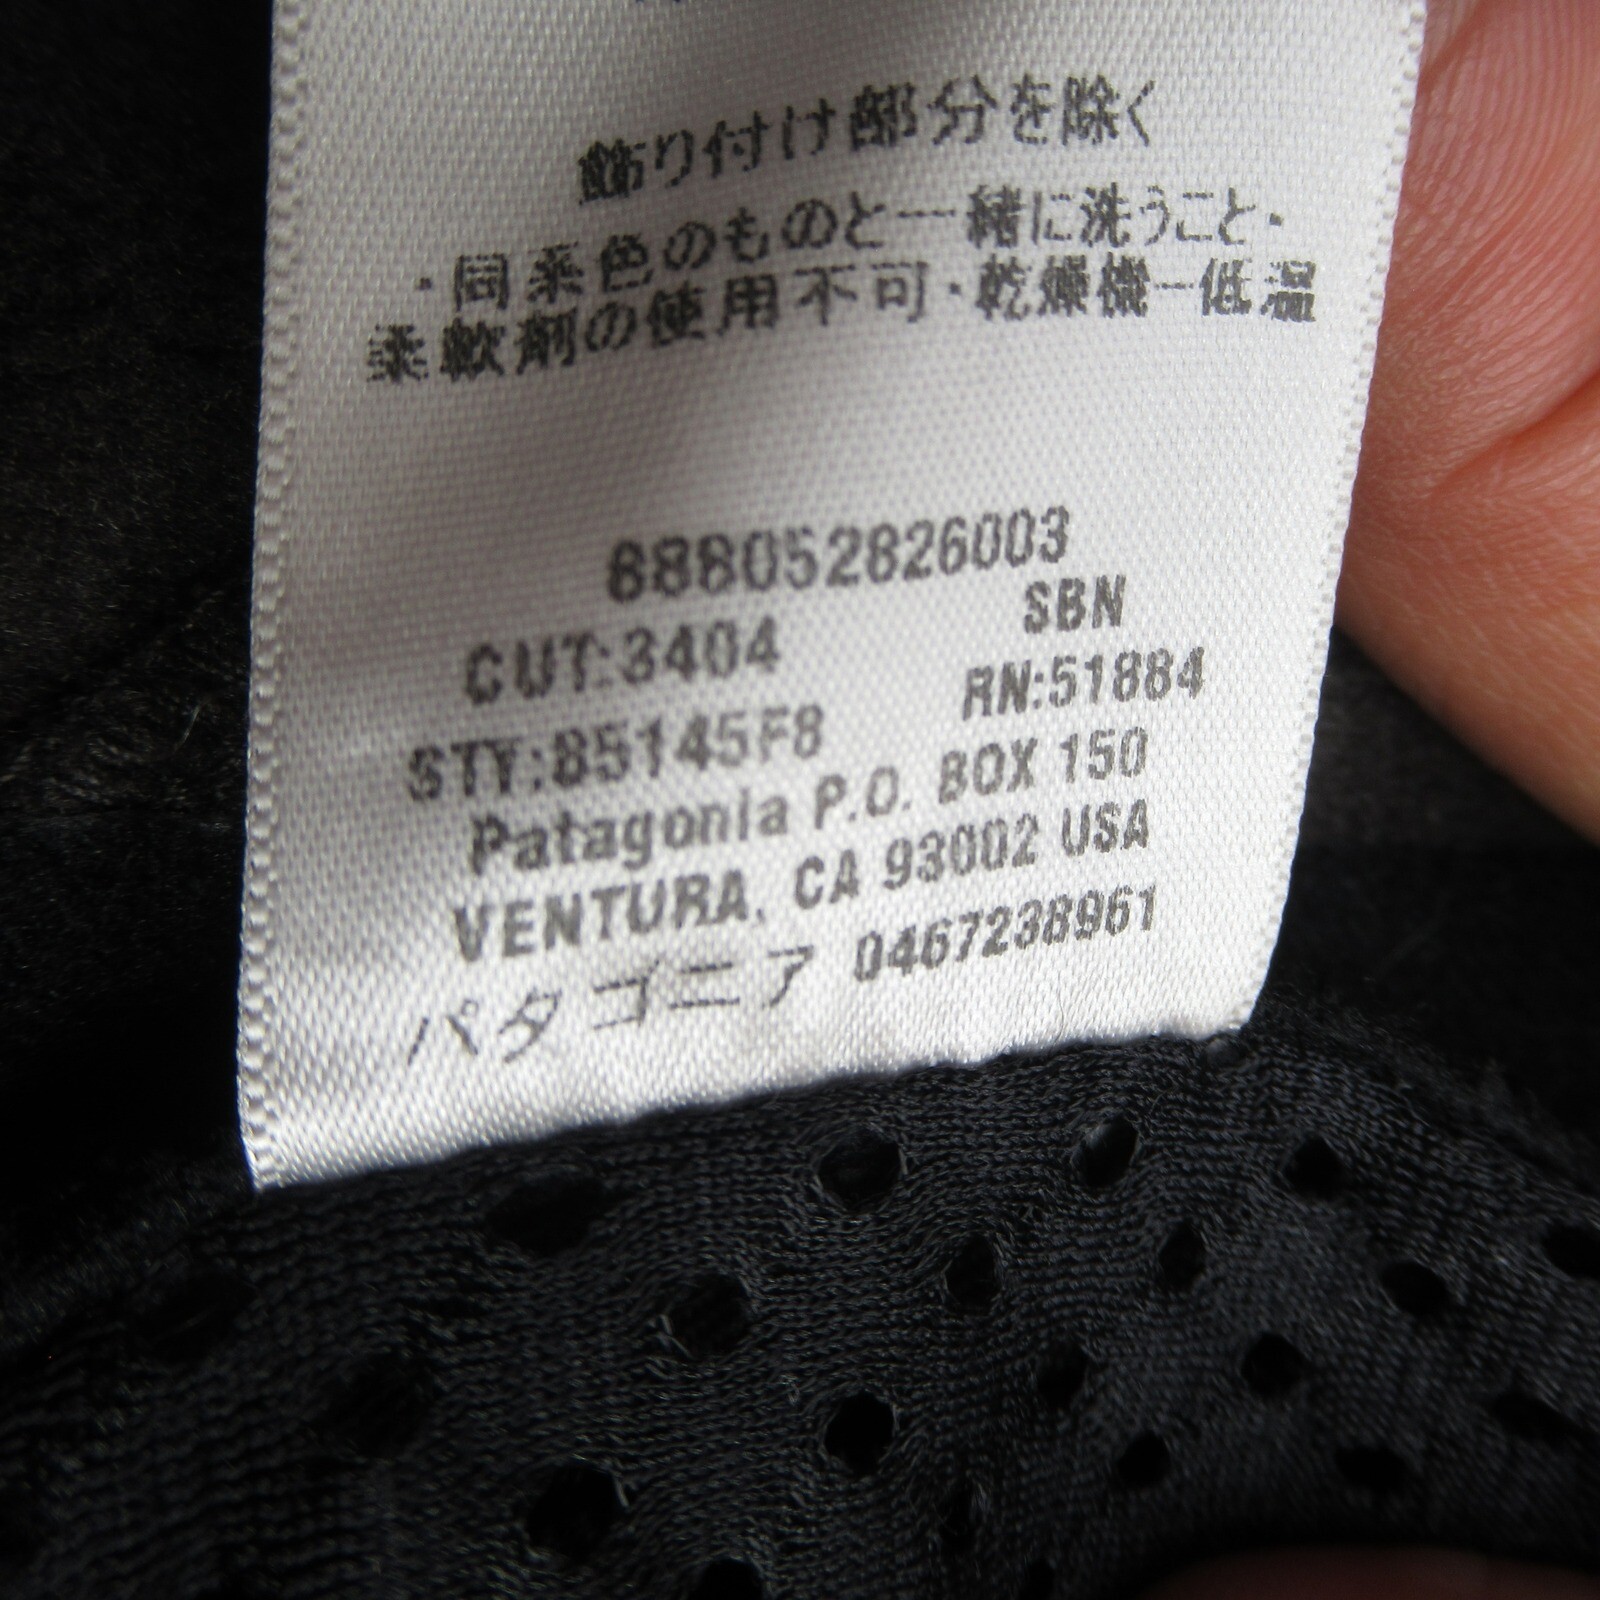 飾り付け部分を除く
・同系色のものと一緒に洗うこと・
柔軟剤の使用不可・乾燥機－低温
888052826003
SBN
CUT:3404
RN:51884
STY:85145F8
Patagonia P.O. BOX 150
VENTURA, CA 93002 USA
パタゴニア 0467238961